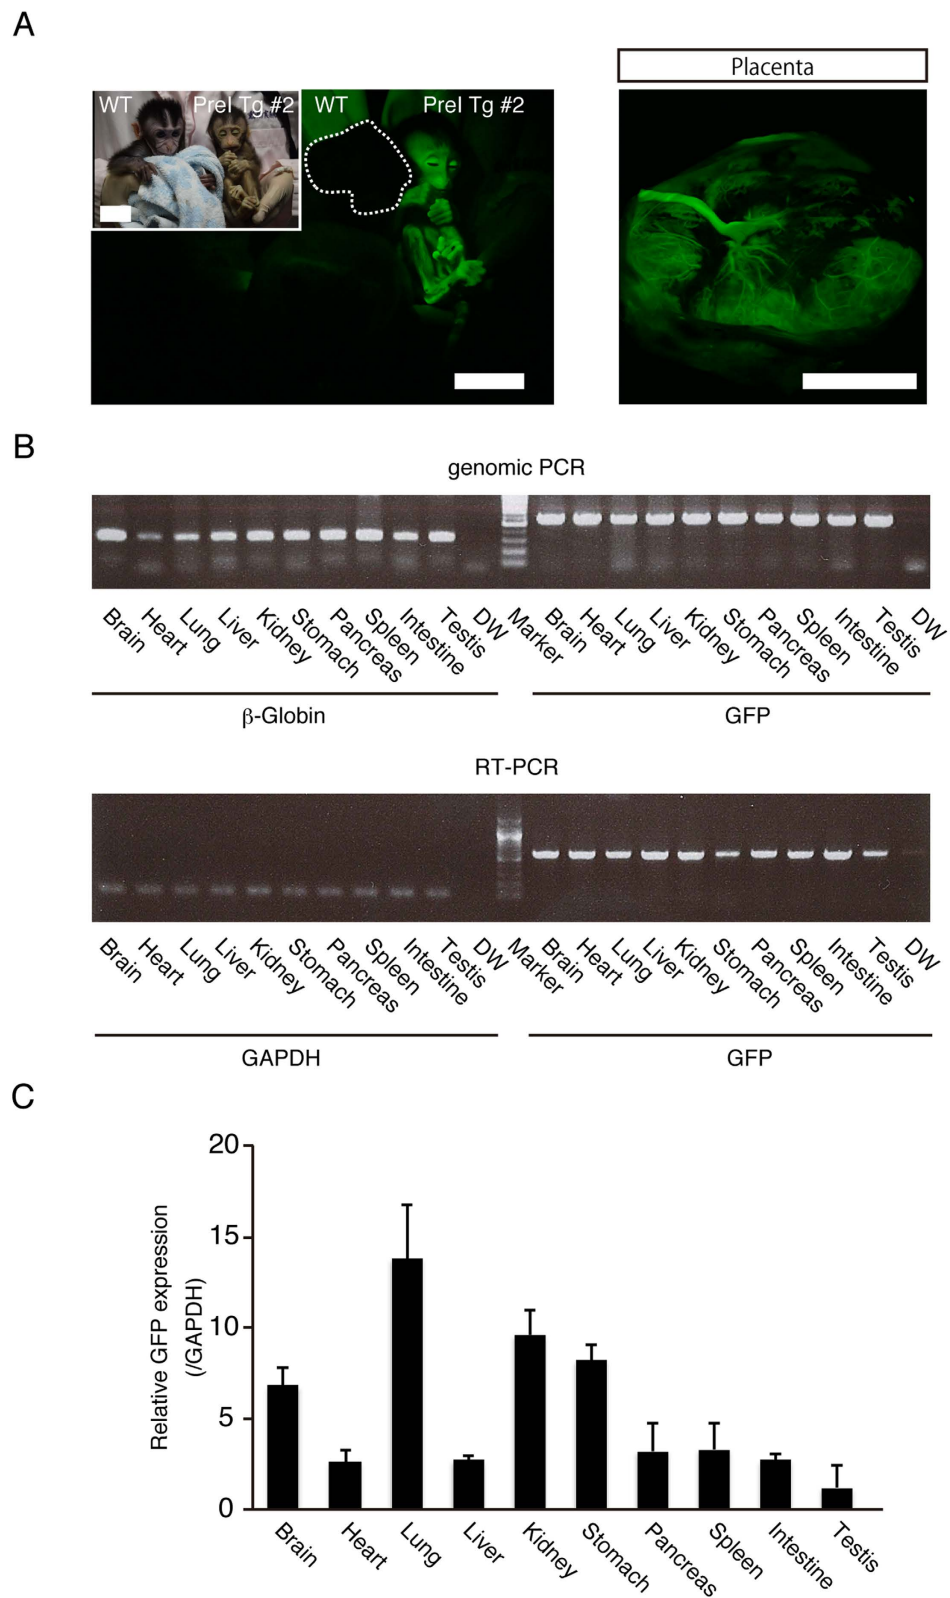 A
Placenta
WT PreI Tg #2 WT PreI Tg #2
B
genomic PCR
Brain Heart Lung Liver Kidney Stomach Pancreas Spleen Intestine Testis DW Marker Brain Heart Lung Liver Kidney Stomach Pancreas Spleen Intestine Testis DW
β-Globin GFP
RT-PCR
Brain Heart Lung Liver Kidney Stomach Pancreas Spleen Intestine Testis DW Marker Brain Heart Lung Liver Kidney Stomach Pancreas Spleen Intestine Testis DW
GAPDH GFP
C
Relative GFP expression
(/GAPDH)
20
15
10
5
0
Brain Heart Lung Liver Kidney Stomach Pancreas Spleen Intestine Testis